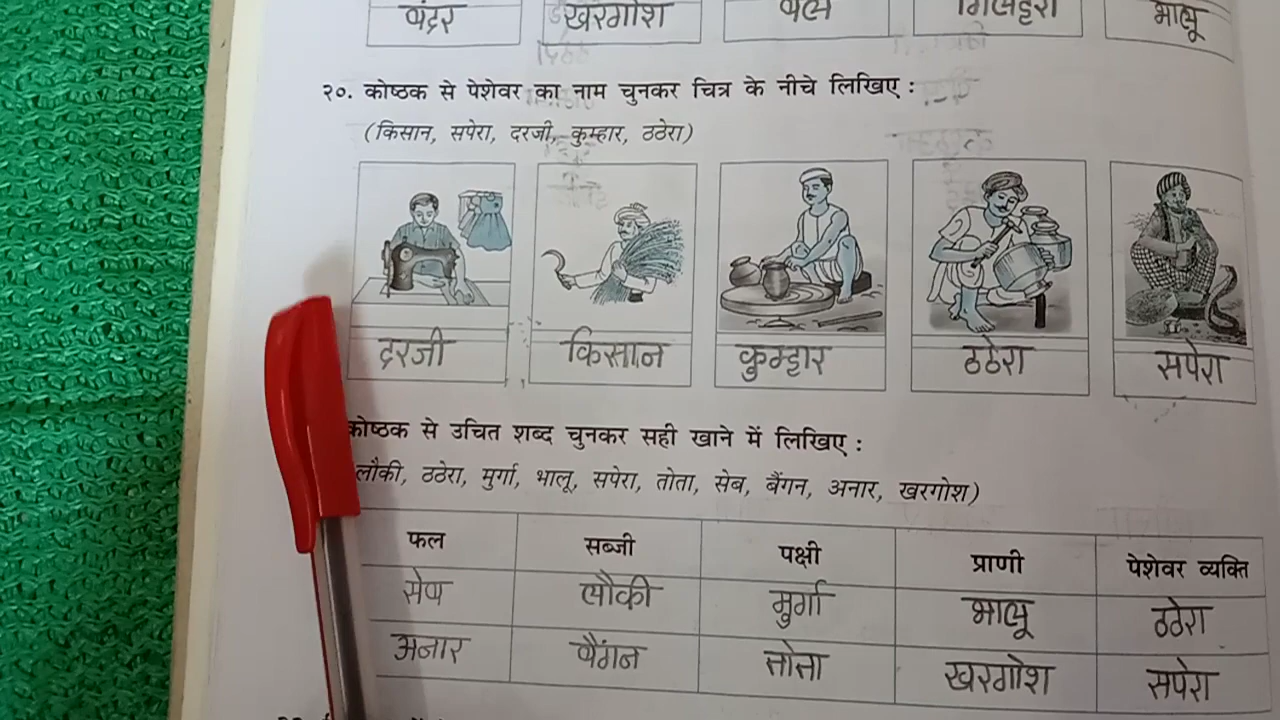 बंदर खरगोश बैल गिलहरी भालू
२०. कोष्ठक से पेशेवर का नाम चुनकर चित्र के नीचे लिखिए :
(किसान, सपेरा, दरजी, कुम्हार, ठठेरा)
दरजी किसान कुम्हार ठठेरा सपेरा
कोष्ठक से उचित शब्द चुनकर सही खाने में लिखिए :
लौकी, ठठेरा, मुर्गा, भालू, सपेरा, तोता, सेब, बैंगन, अनार, खरगोश)
फल सब्जी पक्षी प्राणी पेशेवर व्यक्ति
सेब लौकी मुर्गा भालू ठठेरा
अनार बैंगन तोता खरगोश सपेरा